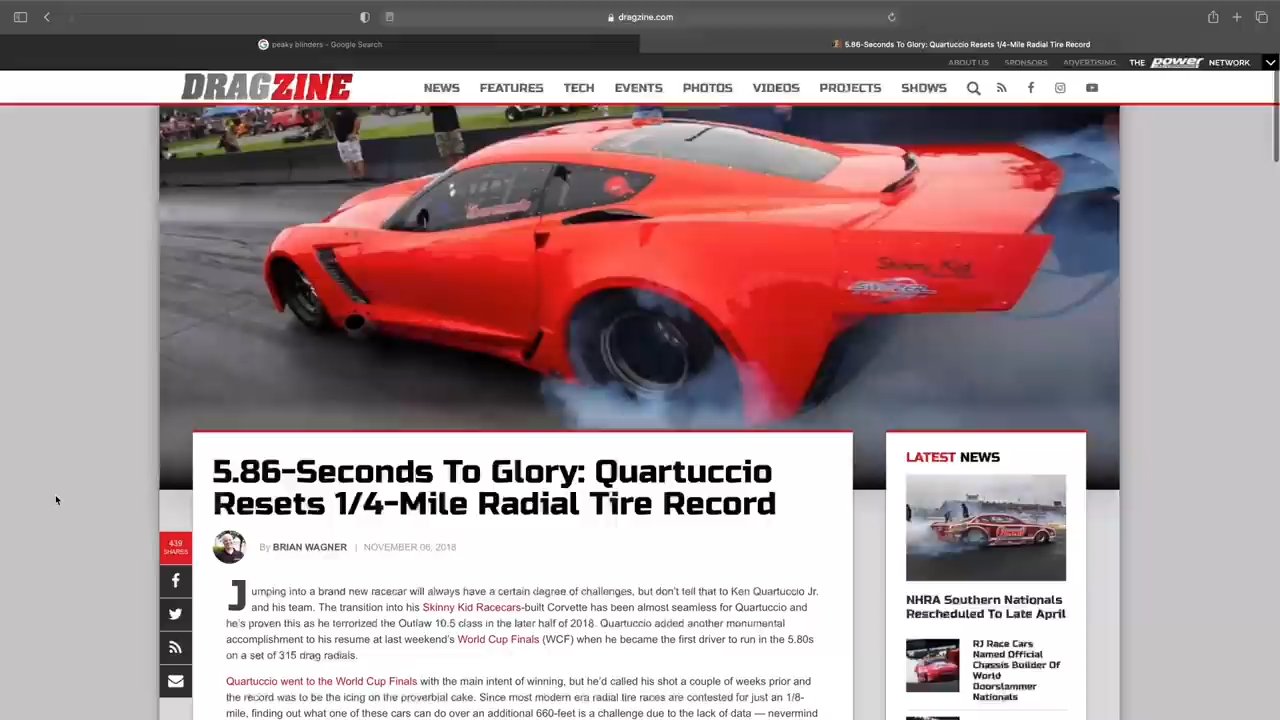 dragzine.com
peaky blinders - Google Search
5.86-Seconds To Glory: Quartuccio Resets 1/4-Mile Radial Tire Record
ABOUT US SPONSORS ADVERTISING THE power NETWORK
DRAGZINE NEWS FEATURES TECH EVENTS PHOTOS VIDEOS PROJECTS SHOWS
Skinny Kid
5.86-Seconds To Glory: Quartuccio
Resets 1/4-Mile Radial Tire Record
By BRIAN WAGNER | NOVEMBER 06, 2018
439
SHARES
Jumping into a brand new racecar will always have a certain degree of challenges, but don't tell that to Ken Quartuccio Jr.
and his team. The transition into his Skinny Kid Racecars-built Corvette has been almost seamless for Quartuccio and
he's proven this as he terrorized the Outlaw 10.5 class in the later half of 2018. Quartuccio added another monumental
accomplishment to his resume at last weekend's World Cup Finals (WCF) when he became the first driver to run in the 5.80s
on a set of 315 drag radials.
Quartuccio went to the World Cup Finals with the main intent of winning, but he'd called his shot a couple of weeks prior and
the record was to be the icing on the proverbial cake. Since most modern era radial tire races are contested for just an 1/8-
mile, finding out what one of these cars can do over an additional 660-feet is a challenge due to the lack of data — nevermind
LATEST NEWS
NHRA Southern Nationals
Rescheduled To Late April
RJ Race Cars
Named Official
Chassis Builder Of
World
Doorslammer
Nationals